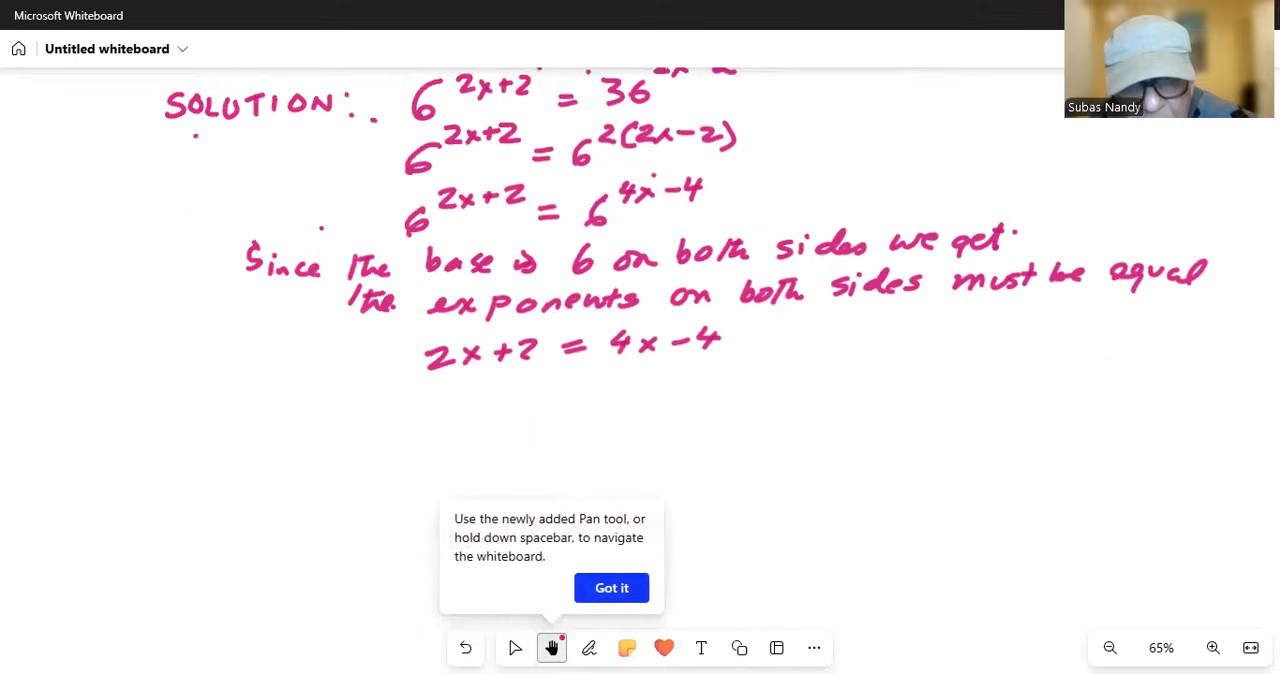 Microsoft Whiteboard
Untitled whiteboard
Subas Nandy
SOLUTION: 6^{2x+2} = 36^{2x-2}
6^{2x+2} = 6^{2(2x-2)}
6^{2x+2} = 6^{4x-4}
Since the base is 6 on both sides we get.
the exponents on both sides must be equal
2x+2 = 4x-4
Use the newly added Pan tool, or
hold down spacebar, to navigate
the whiteboard.
Got it
T
65%